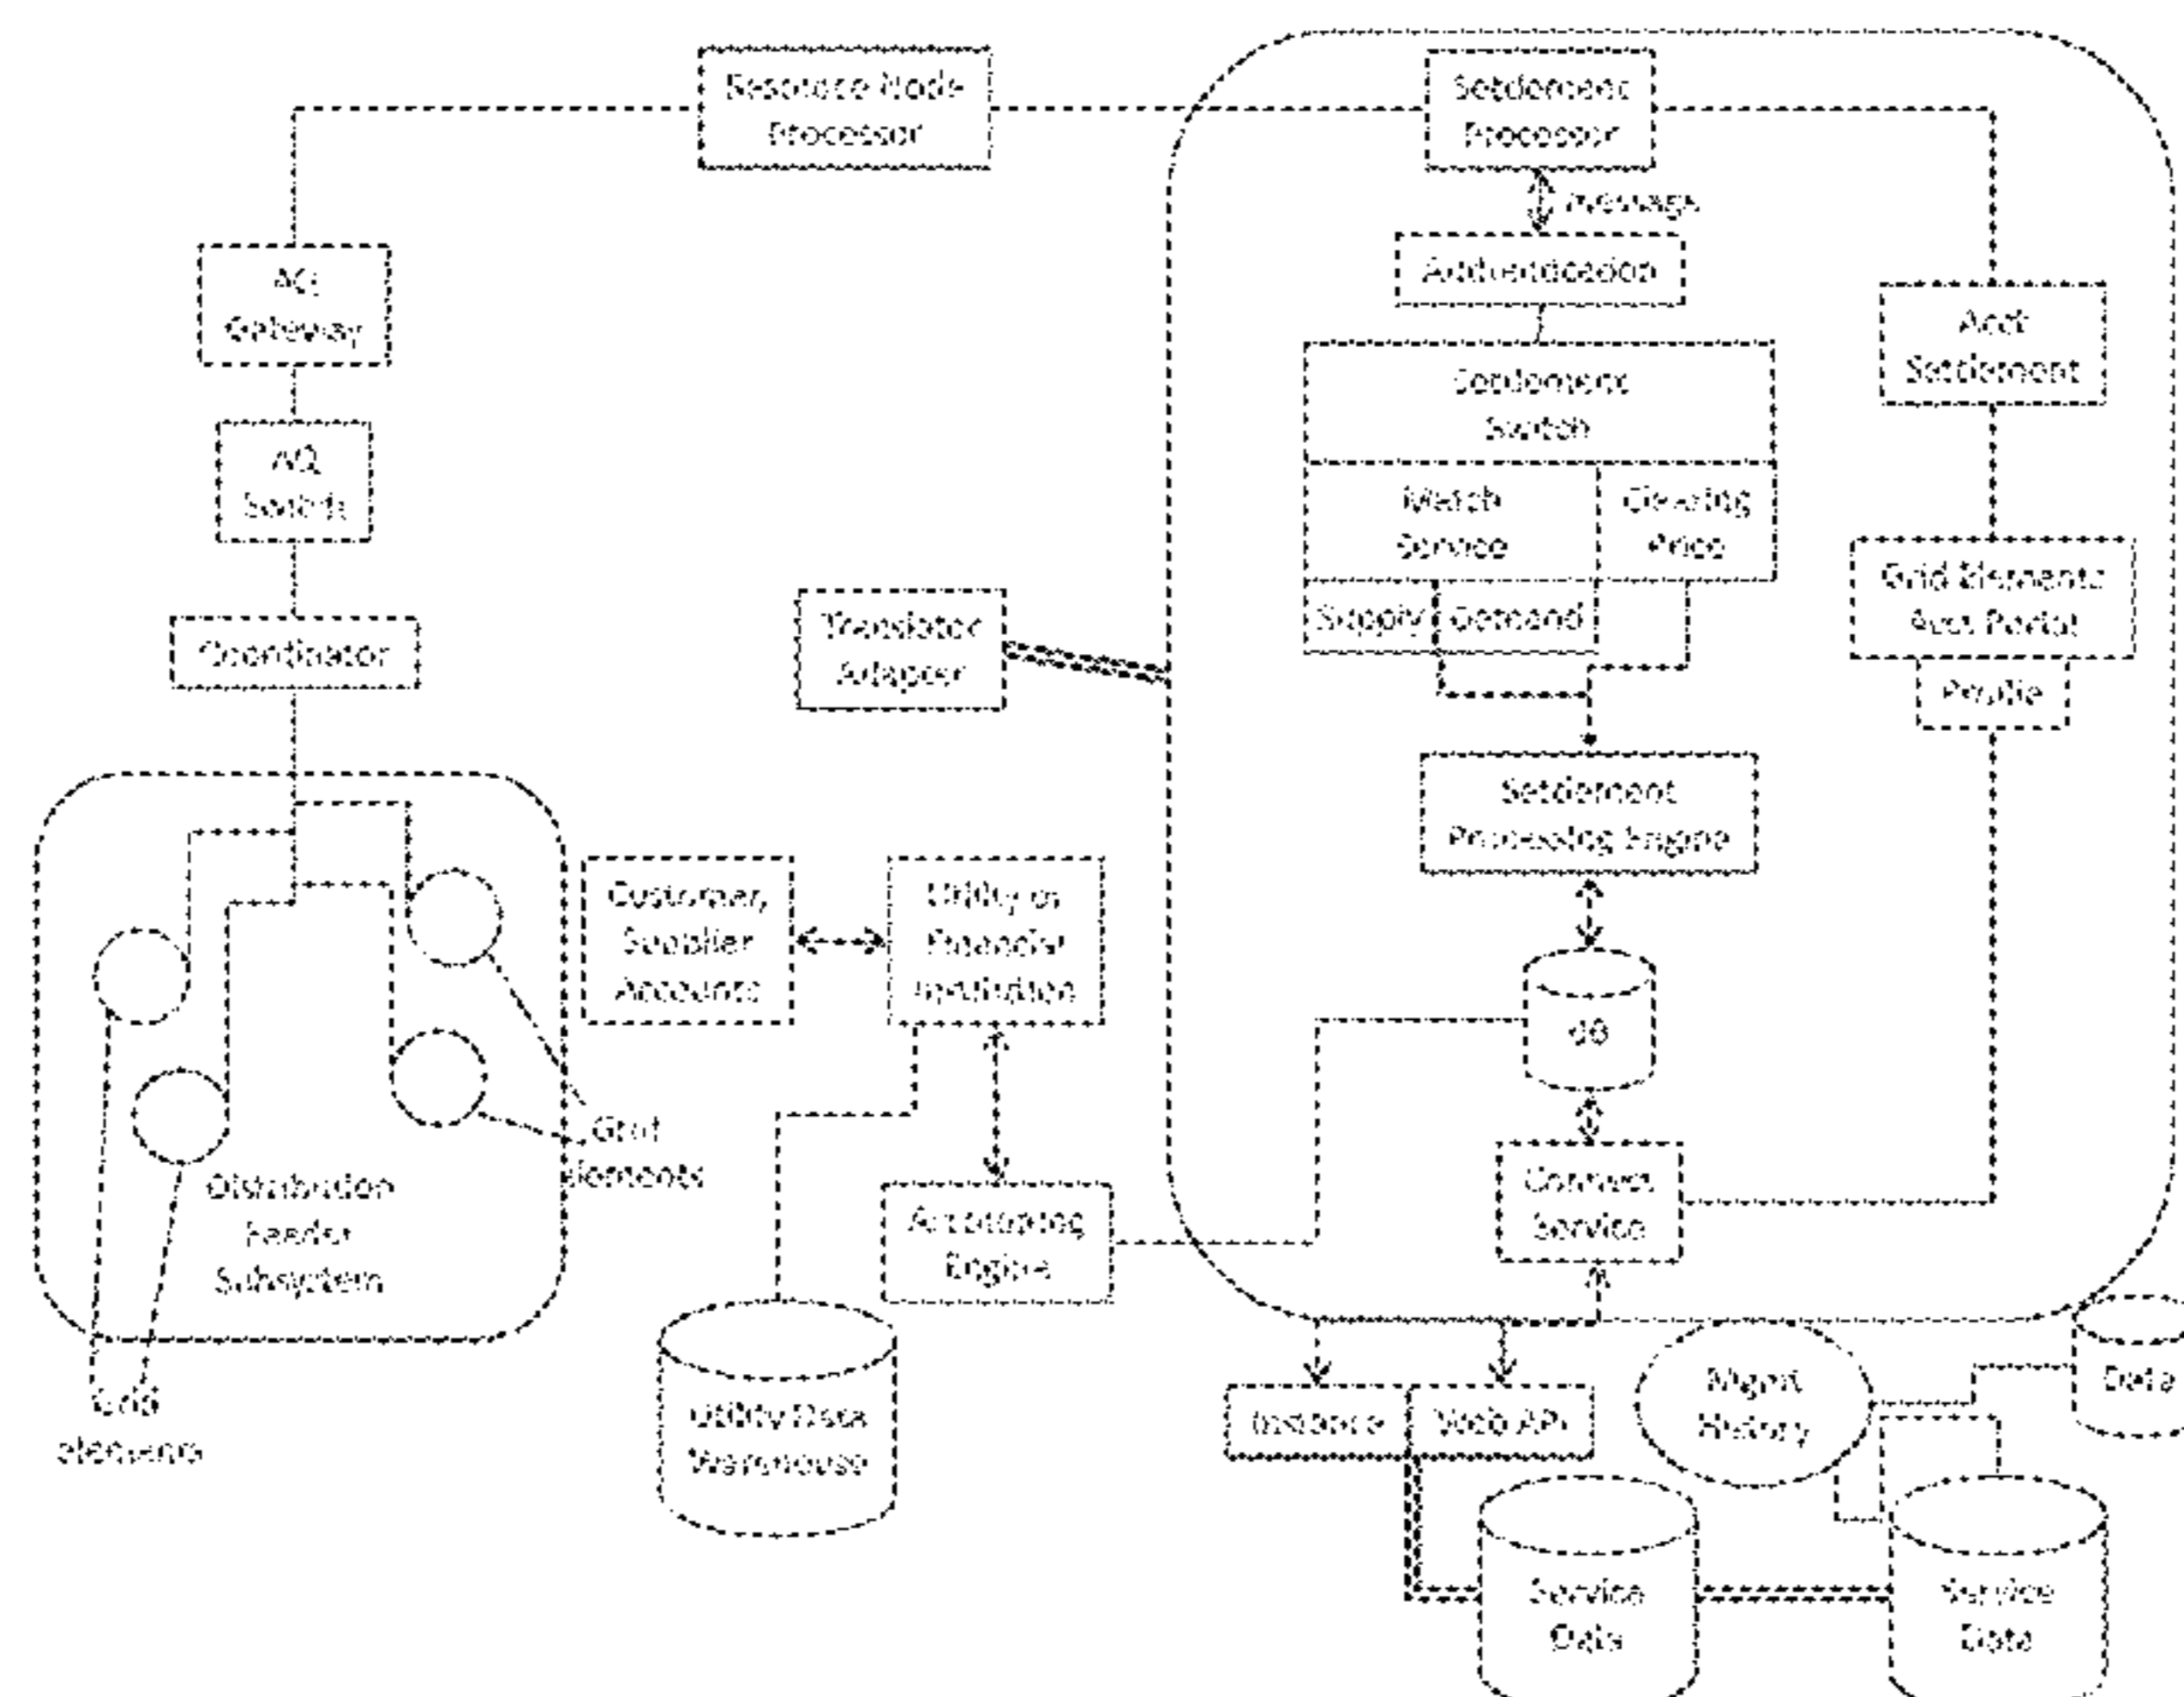 Resource Node
Processor
Settlement
Processor
message
Authentication
Gateway
Acct
Settlement
Settlement
Switch
AQ
Switch
Match
Service
Clearing
Price
Grid Elements
Acct Portal
Supply Demand
Translator
Adapter
Coordinator
Profile
Settlement
Processing Engine
Customer,
Supplier
Accounts
Utility or
Financial
Institution
dB
Grid
elements
Distribution
Feeder
Subsystem
Contract
Service
Accounting
Engine
Data
Mgmt
History
Instance
Web API
Grid
elements
Utility Data
Warehouse
Service
Data
Service
Data